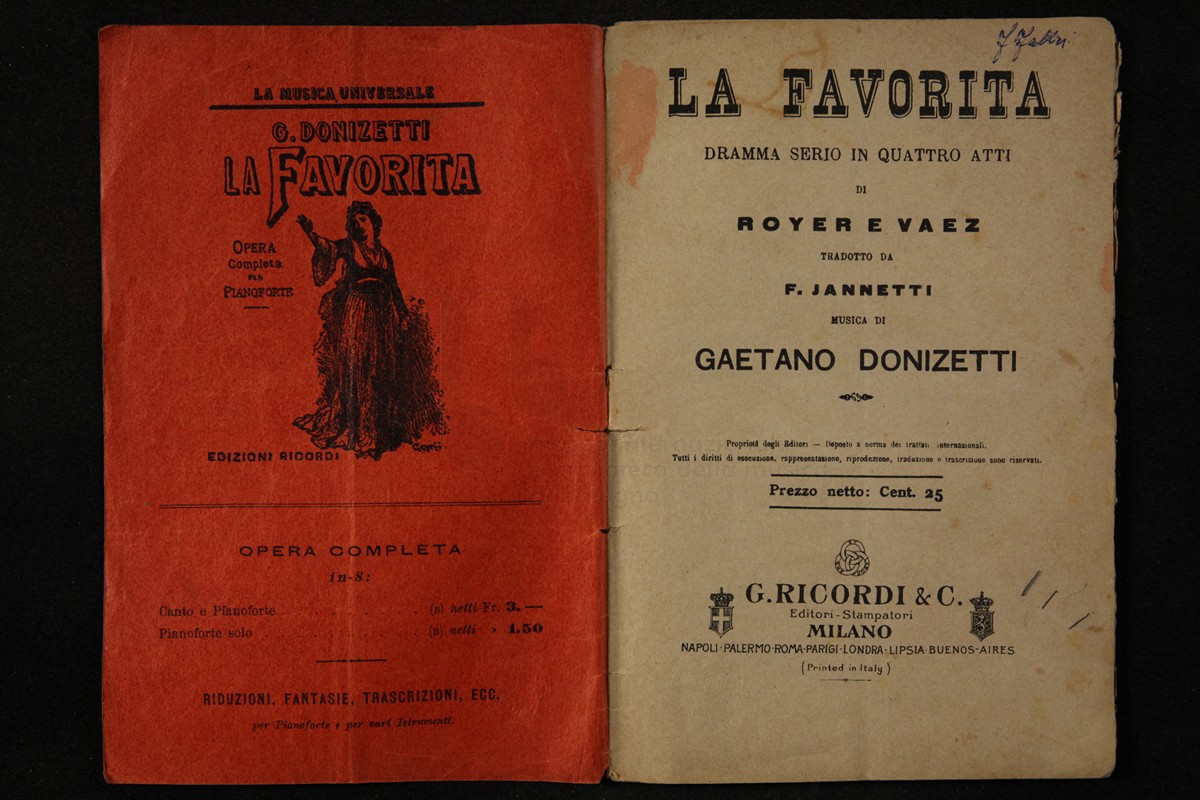 LA MUSICA UNIVERSALE
G. DONIZETTI
LA FAVORITA
OPERA
Completa
PER
PIANOFORTE
EDIZIONI RICORDI
OPERA COMPLETA
in-8:
Canto e Pianoforte . . . . . . . . . . . (B) netti Fr. 3. —
Pianoforte solo . . . . . . . . . . . . . (B) netti » 1.50
RIDUZIONI, FANTASIE, TRASCRIZIONI, ECC.
per Pianoforte e per vari Istrumenti.
LA FAVORITA
DRAMMA SERIO IN QUATTRO ATTI
DI
ROYER E VAEZ
TRADOTTO DA
F. JANNETTI
MUSICA DI
GAETANO DONIZETTI
Proprietà degli Editori — Deposto a norma dei trattati internazionali.
Tutti i diritti di esecuzione, rappresentazione, riproduzione, traduzione e trascrizione sono riservati.
Prezzo netto: Cent. 25
G. RICORDI & C.
Editori-Stampatori
MILANO
NAPOLI-PALERMO-ROMA-PARIGI-LONDRA-LIPSIA-BUENOS-AIRES
(Printed in Italy)